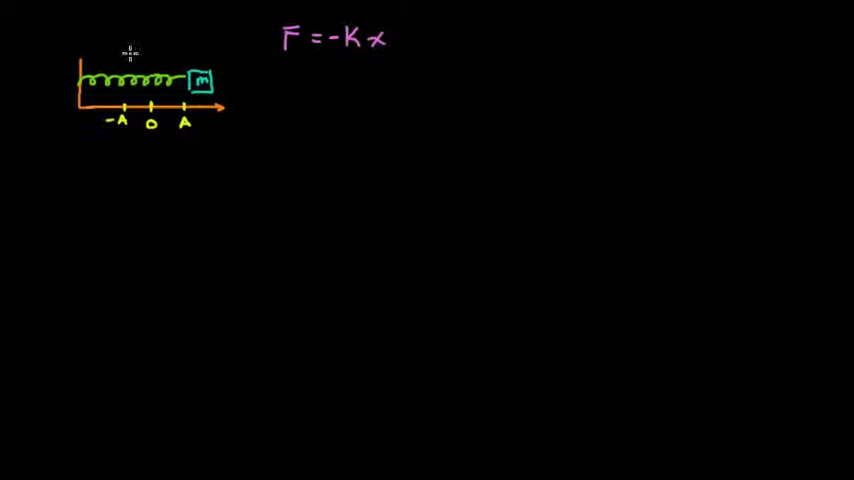 F = -Kx
m
-A 0 A